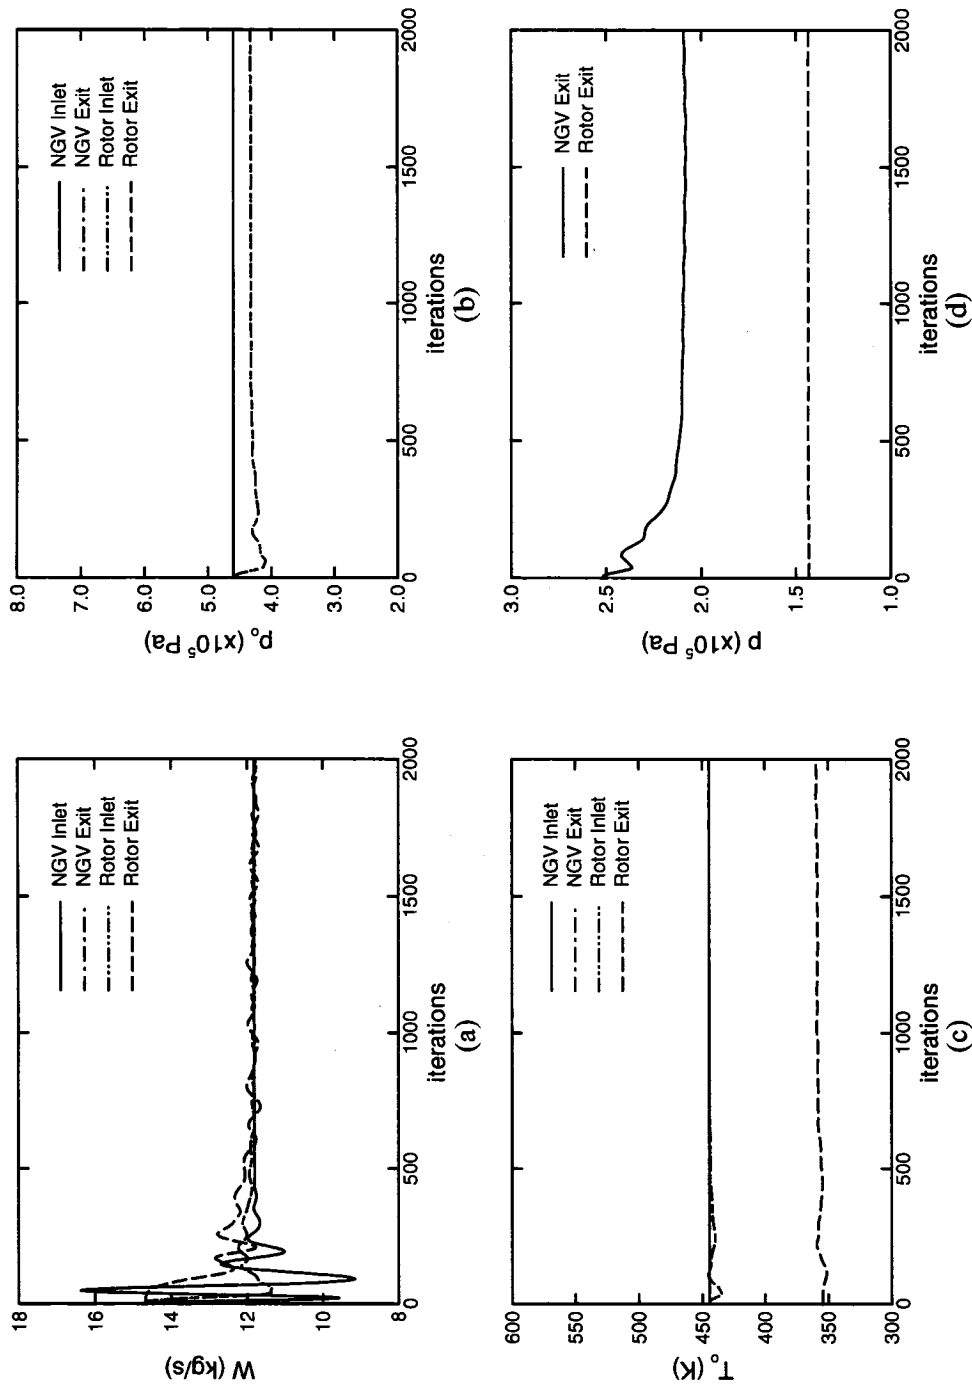 18
16
14
12
10
8
W (kg/s)
0
500
1000
1500
2000
iterations
NGV Inlet
NGV Exit
Rotor Inlet
Rotor Exit
(a)
8.0
7.0
6.0
5.0
4.0
3.0
2.0
pₒ (x10⁵ Pa)
0
500
1000
1500
2000
iterations
NGV Inlet
NGV Exit
Rotor Inlet
Rotor Exit
(b)
600
550
500
450
400
350
300
Tₒ (K)
0
500
1000
1500
2000
iterations
NGV Inlet
NGV Exit
Rotor Inlet
Rotor Exit
(c)
3.0
2.5
2.0
1.5
1.0
p (x10⁵ Pa)
0
500
1000
1500
2000
iterations
NGV Exit
Rotor Exit
(d)